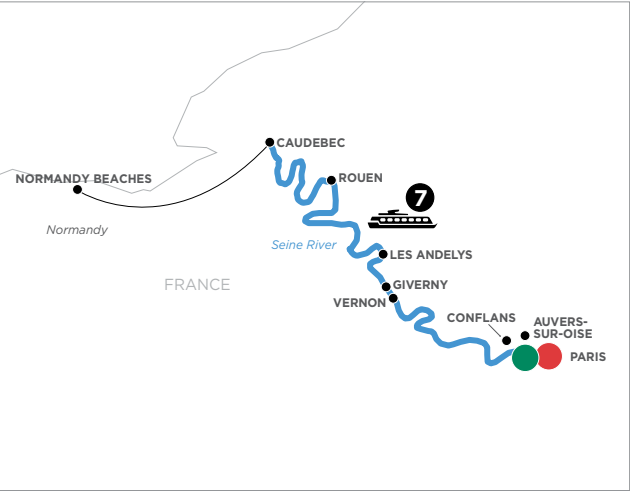 CAUDEBEC
NORMANDY BEACHES
ROUEN
7
Normandy
Seine River
LES ANDELYS
FRANCE
GIVERNY
VERNON
CONFLANS
AUVERS-
SUR-OISE
PARIS